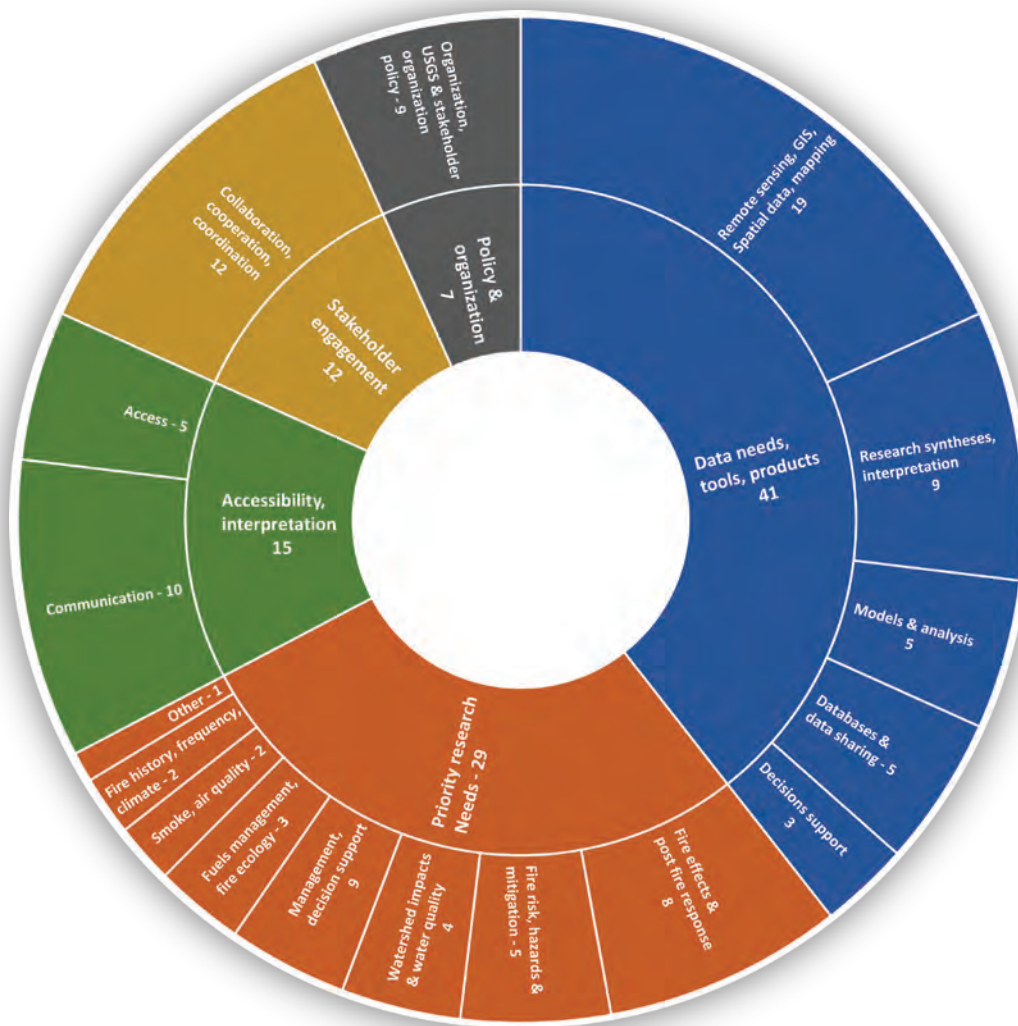 Organization,
USGS & stakeholder
organization
policy - 9
Policy &
organization
7
Remote sensing, GIS,
Spatial data, mapping
19
Research syntheses,
interpretation
9
Models & analysis
5
Databases &
data sharing - 5
Decisions support
3
Data needs,
tools, products
41
Collaboration,
cooperation,
coordination
12
Stakeholder
engagement
12
Access - 5
Communication - 10
Accessibility,
interpretation
15
Priority research
Needs - 29
Other - 1
Fire history, frequency,
climate - 2
Smoke, air quality - 2
Fuels management,
fire ecology - 3
Management,
decision support
9
Watershed impacts
& water quality
4
Fire risk, hazards &
mitigation - 5
Fire effects &
post fire response
8